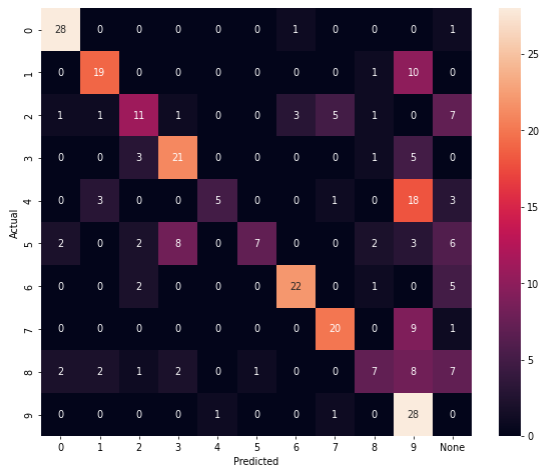 0 28 0 0 0 0 0 1 0 0 0 1
1 0 19 0 0 0 0 0 0 1 10 0
2 1 1 11 1 0 0 3 5 1 0 7
3 0 0 3 21 0 0 0 0 1 5 0
4 0 3 0 0 5 0 0 1 0 18 3
5 2 0 2 8 0 7 0 0 2 3 6
6 0 0 2 0 0 0 22 0 1 0 5
7 0 0 0 0 0 0 0 20 0 9 1
8 2 2 1 2 0 1 0 0 7 8 7
9 0 0 0 0 1 0 0 1 0 28 0
0 1 2 3 4 5 6 7 8 9 None
Predicted
Actual
25
20
15
10
5
0